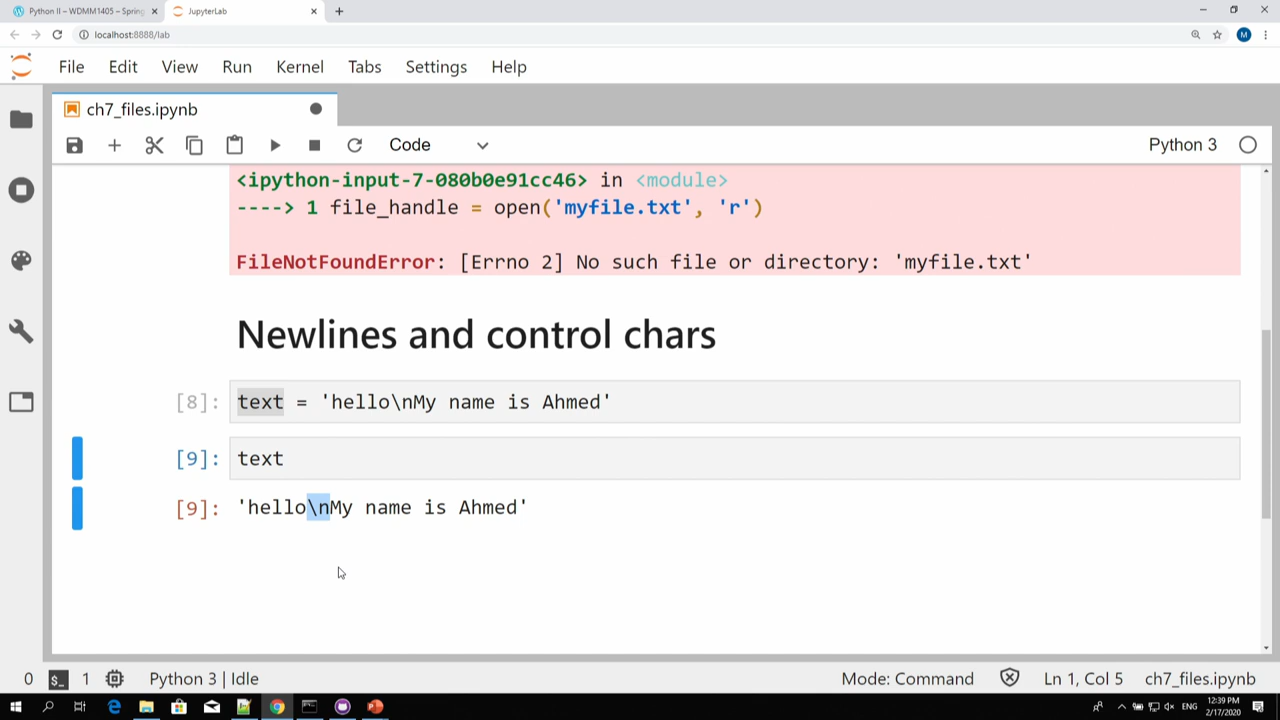 Python II – WDMM1405 – Spring
JupyterLab
localhost:8888/lab
M
File Edit View Run Kernel Tabs Settings Help
ch7_files.ipynb
Code
Python 3
<ipython-input-7-080b0e91cc46> in <module>
----> 1 file_handle = open('myfile.txt', 'r')
FileNotFoundError: [Errno 2] No such file or directory: 'myfile.txt'
Newlines and control chars
[8]: text = 'hello\nMy name is Ahmed'
[9]: text
[9]: 'hello\nMy name is Ahmed'
0 $_ 1 Python 3 | Idle Mode: Command Ln 1, Col 5 ch7_files.ipynb
ENG
12:39 PM
2/17/2020